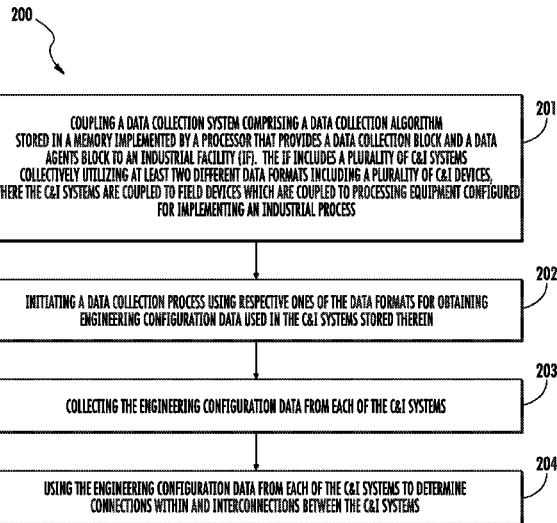 200
201
COUPLING A DATA COLLECTION SYSTEM COMPRISING A DATA COLLECTION ALGORITHM
STORED IN A MEMORY IMPLEMENTED BY A PROCESSOR THAT PROVIDES A DATA COLLECTION BLOCK AND A DATA
AGENTS BLOCK TO AN INDUSTRIAL FACILITY (IF). THE IF INCLUDES A PLURALITY OF C&I SYSTEMS
COLLECTIVELY UTILIZING AT LEAST TWO DIFFERENT DATA FORMATS INCLUDING A PLURALITY OF C&I DEVICES,
HERE THE C&I SYSTEMS ARE COUPLED TO FIELD DEVICES WHICH ARE COUPLED TO PROCESSING EQUIPMENT CONFIGURED
FOR IMPLEMENTING AN INDUSTRIAL PROCESS
202
INITIATING A DATA COLLECTION PROCESS USING RESPECTIVE ONES OF THE DATA FORMATS FOR OBTAINING
ENGINEERING CONFIGURATION DATA USED IN THE C&I SYSTEMS STORED THEREIN
203
COLLECTING THE ENGINEERING CONFIGURATION DATA FROM EACH OF THE C&I SYSTEMS
204
USING THE ENGINEERING CONFIGURATION DATA FROM EACH OF THE C&I SYSTEMS TO DETERMINE
CONNECTIONS WITHIN AND INTERCONNECTIONS BETWEEN THE C&I SYSTEMS